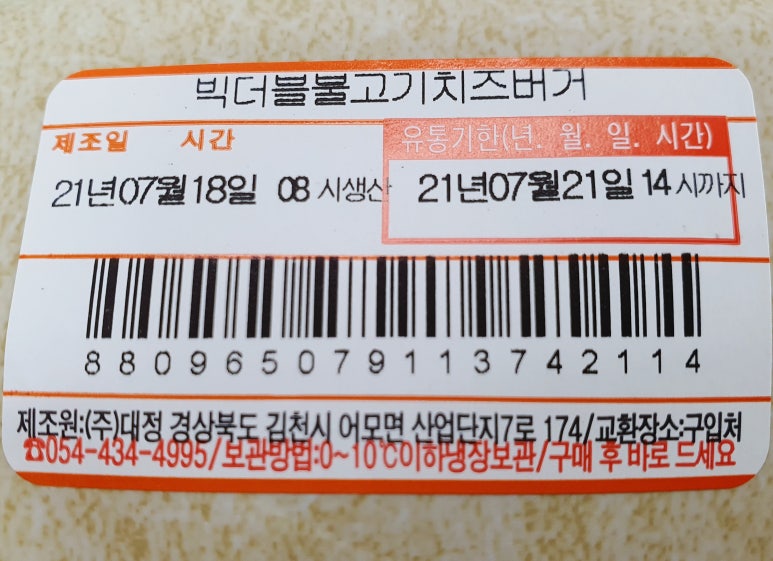 빅더블불고기치즈버거
제조일 시간 유통기한(년. 월. 일. 시간)
21년07월18일 08 시생산 21년07월21일 14 시까지
8809650791137421​14
제조원:(주)대정 경상북도 김천시 어모면 산업단지7로 174/교환장소:구입처
☎054-434-4995/보관방법:0~10℃이하냉장보관/구매 후 바로 드세요